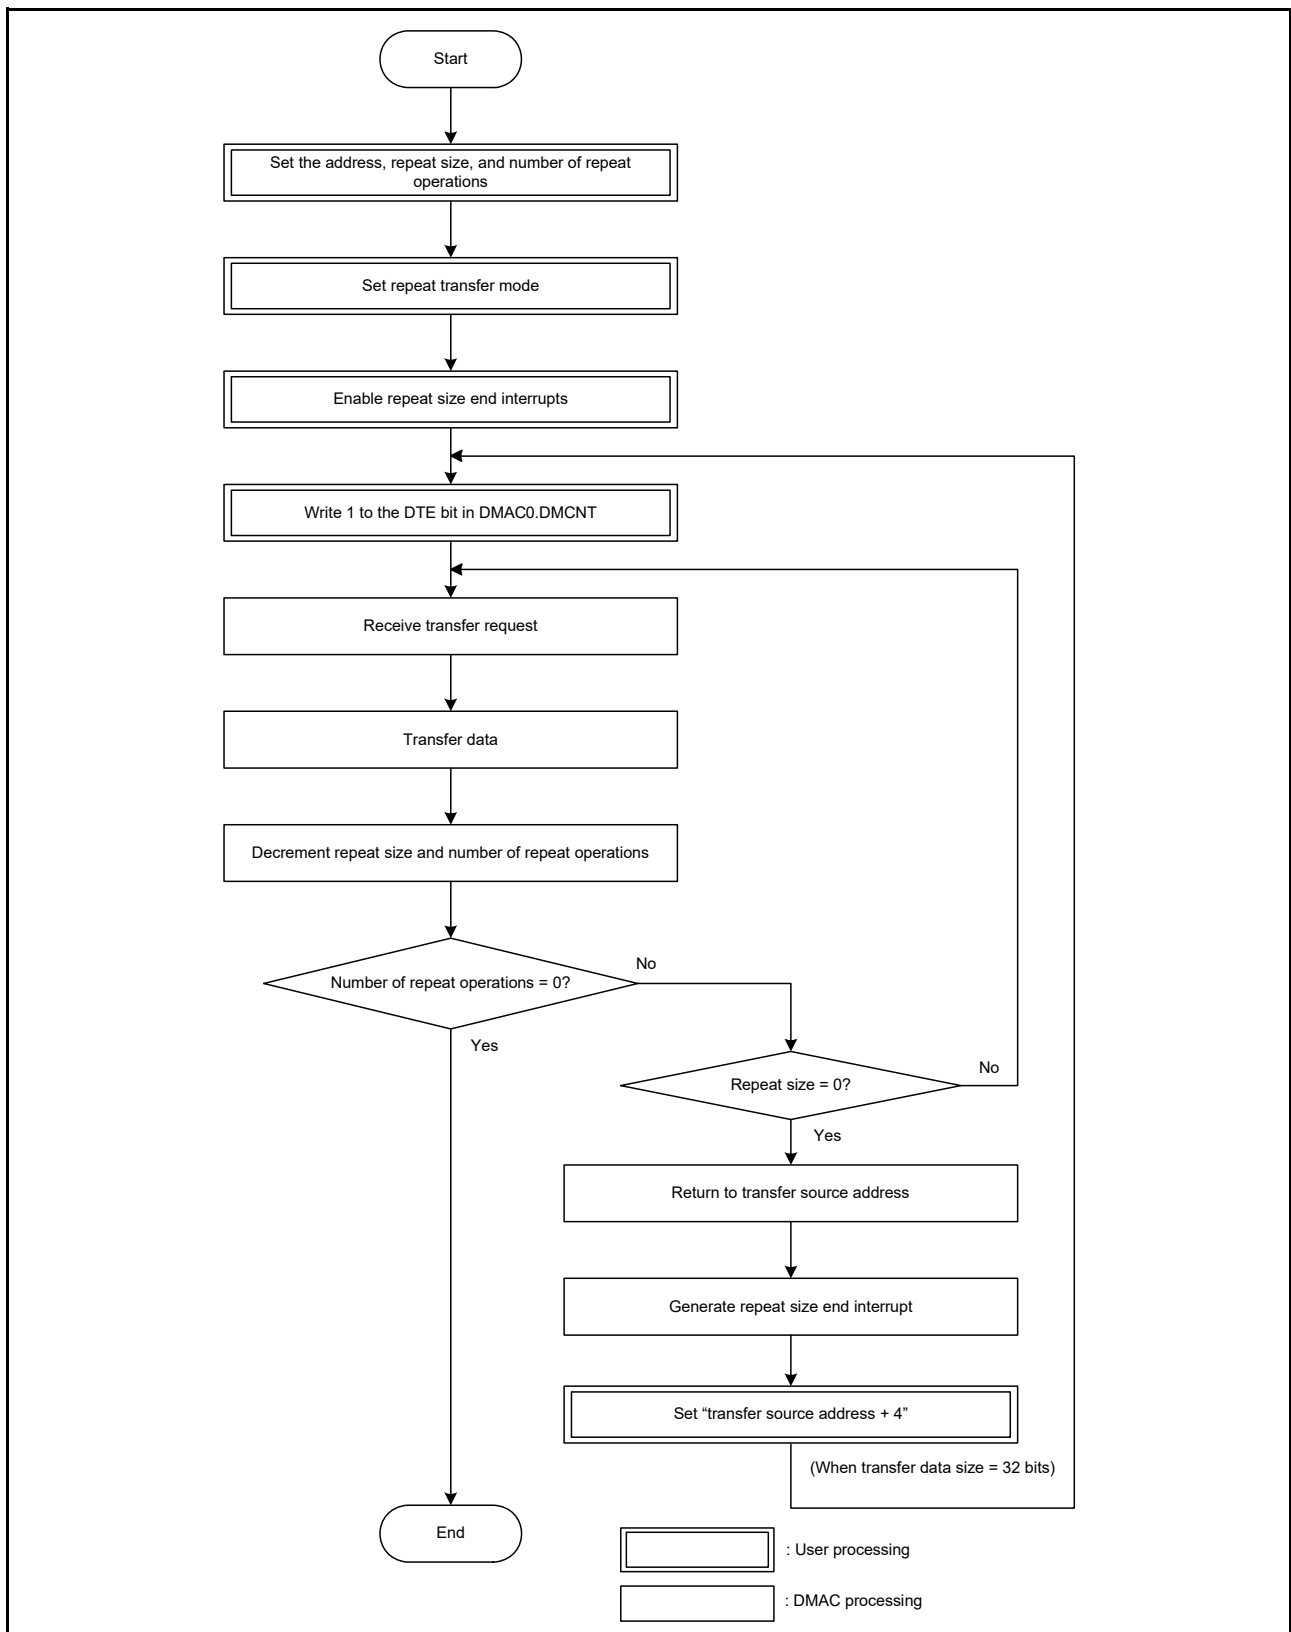 Start
Set the address, repeat size, and number of repeat
operations
Set repeat transfer mode
Enable repeat size end interrupts
Write 1 to the DTE bit in DMAC0.DMCNT
Receive transfer request
Transfer data
Decrement repeat size and number of repeat operations
Number of repeat operations = 0?
No
Yes
Repeat size = 0?
No
Yes
Return to transfer source address
Generate repeat size end interrupt
Set “transfer source address + 4”
(When transfer data size = 32 bits)
End
: User processing
: DMAC processing